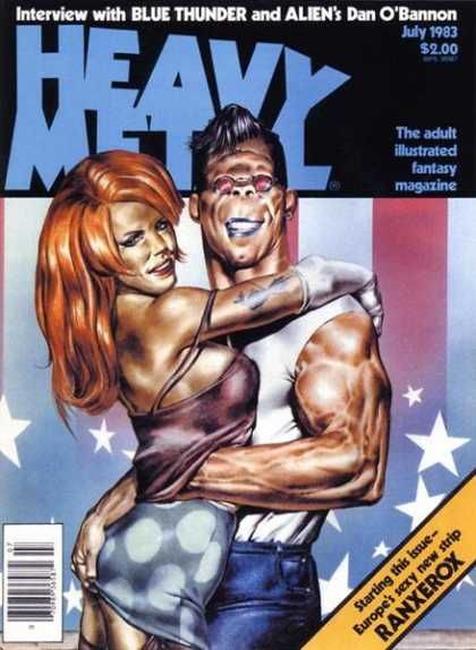 Interview with BLUE THUNDER and ALIEN's Dan O'Bannon
July 1983
$2.00
HEAVY
METAL
®
The adult
illustrated
fantasy
magazine
Starting this issue--
Europe's sexy new strip
RANXEROX
07